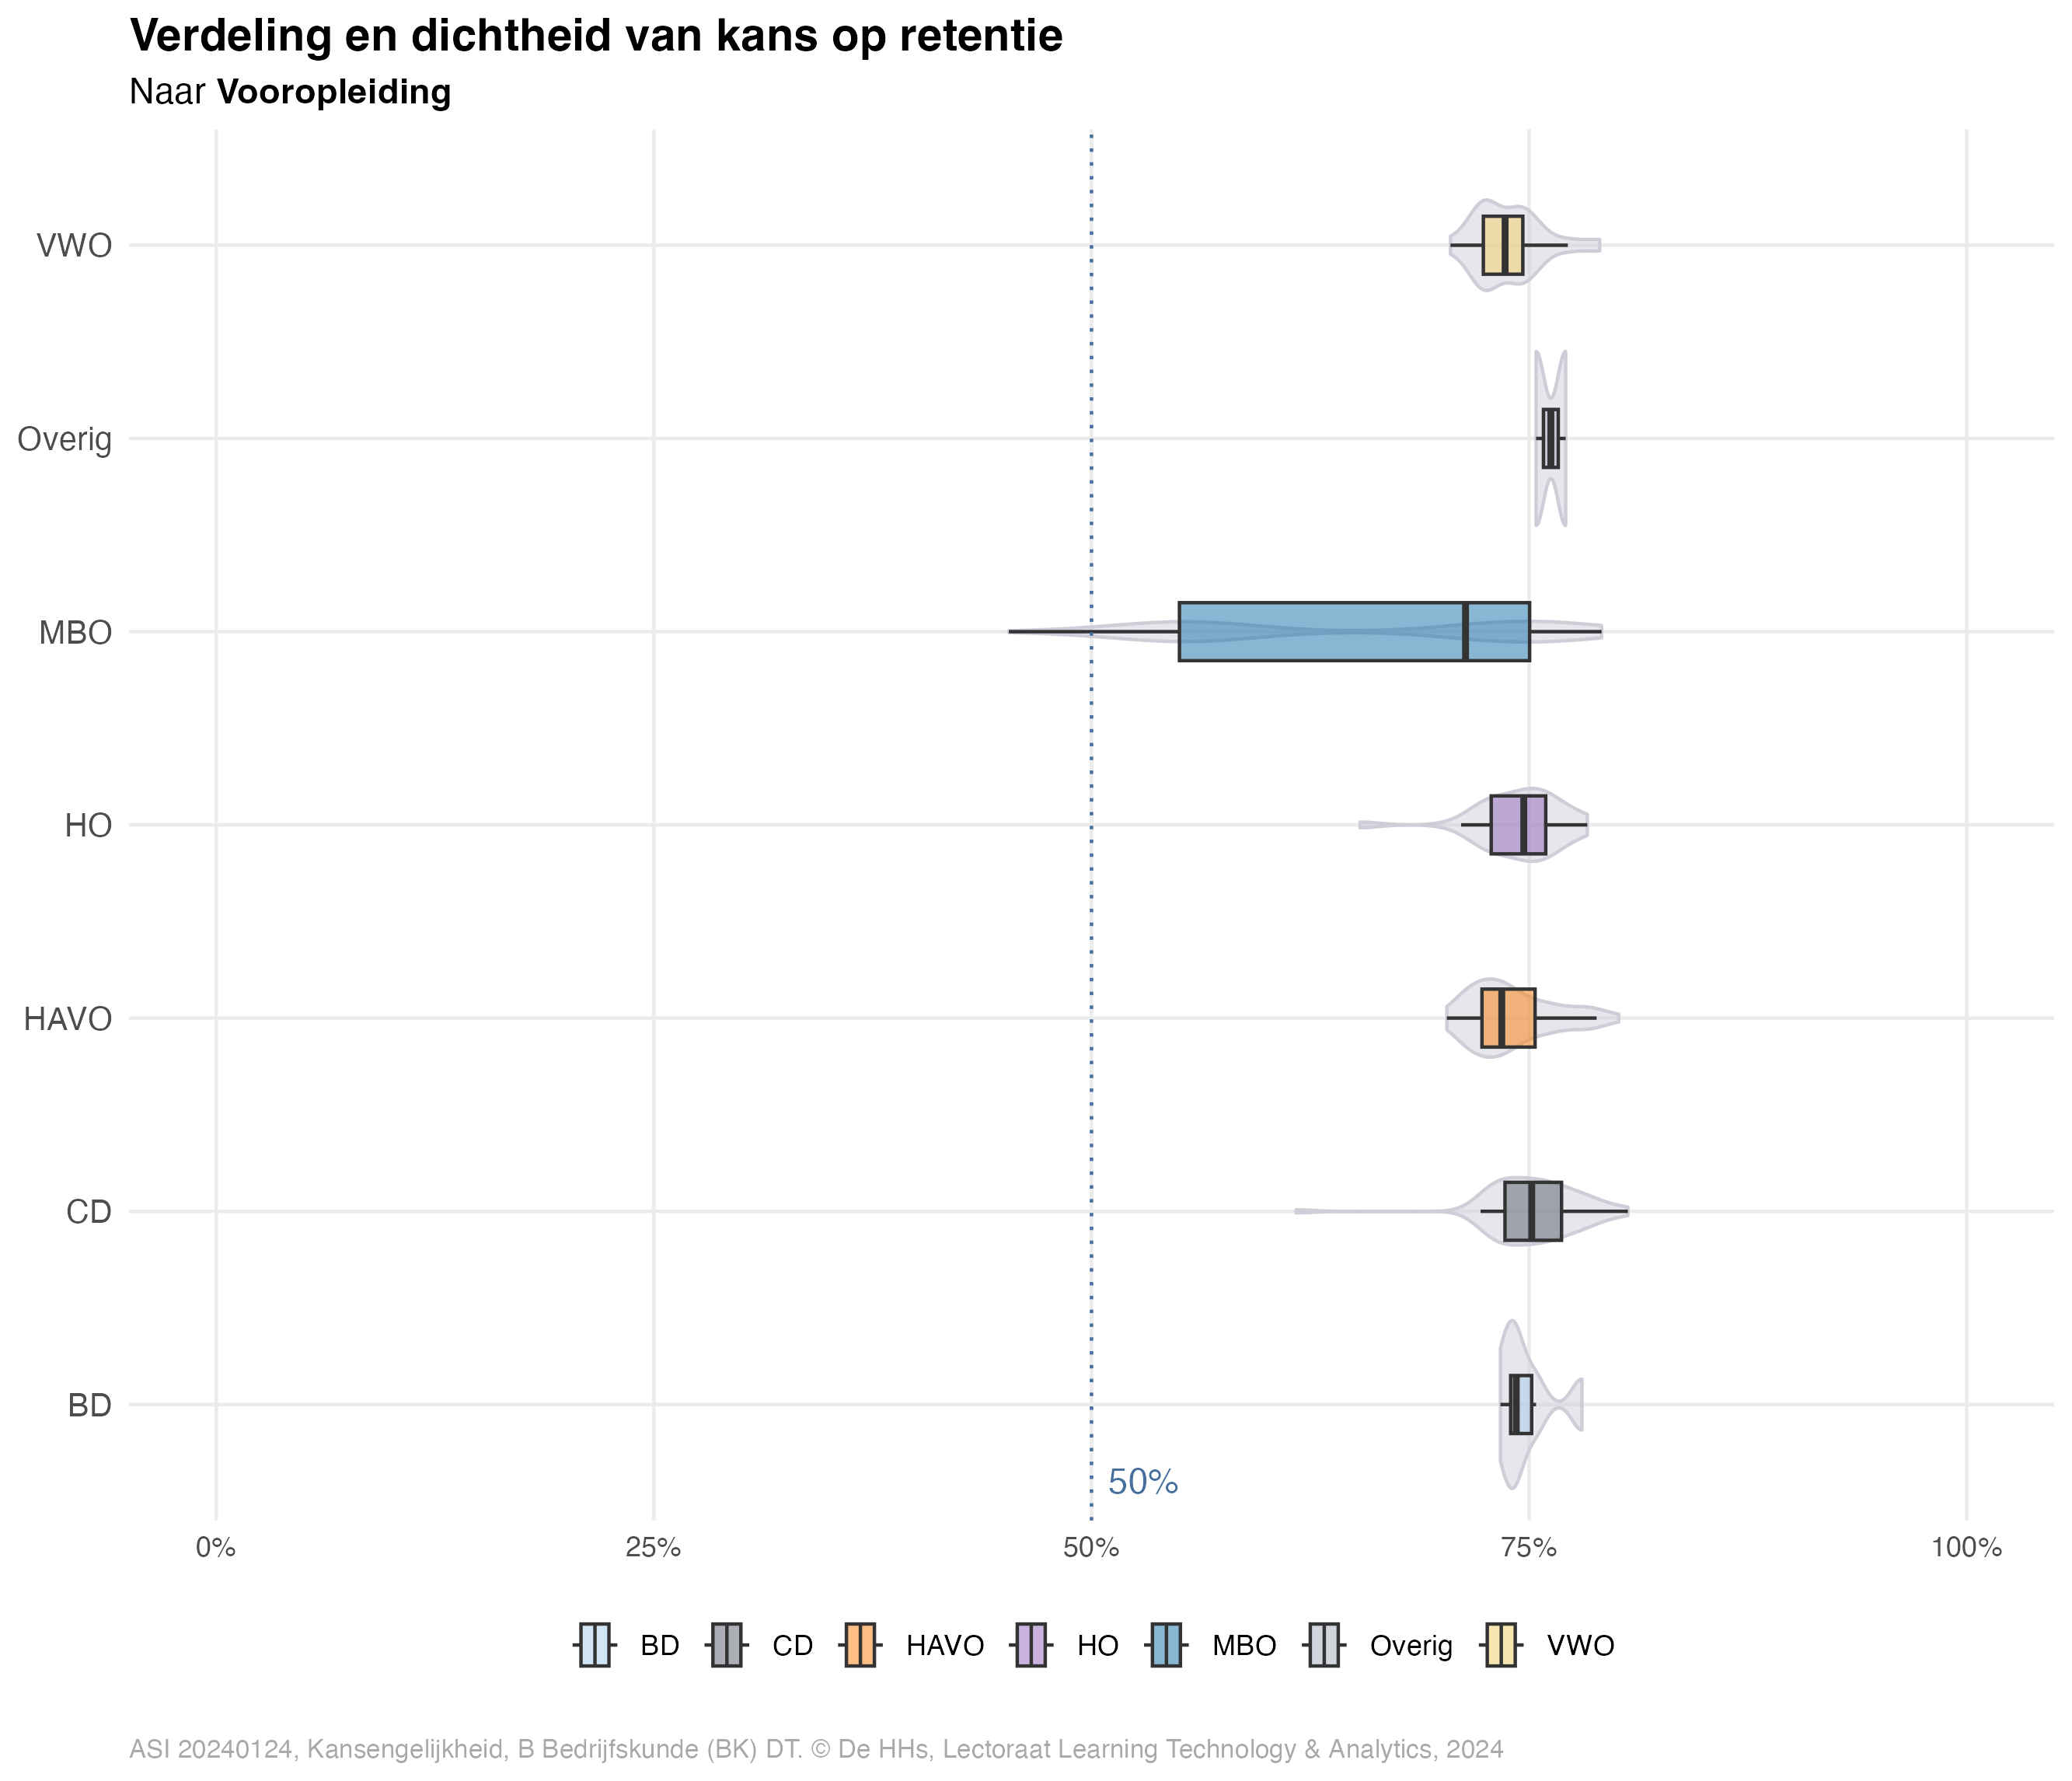 Verdeling en dichtheid van kans op retentie
Naar Vooropleiding
VWO
Overig
MBO
HO
HAVO
CD
BD
50%
0% 25% 50% 75% 100%
BD CD HAVO HO MBO Overig VWO
ASI 20240124, Kansengelijkheid, B Bedrijfskunde (BK) DT. © De HHs, Lectoraat Learning Technology & Analytics, 2024